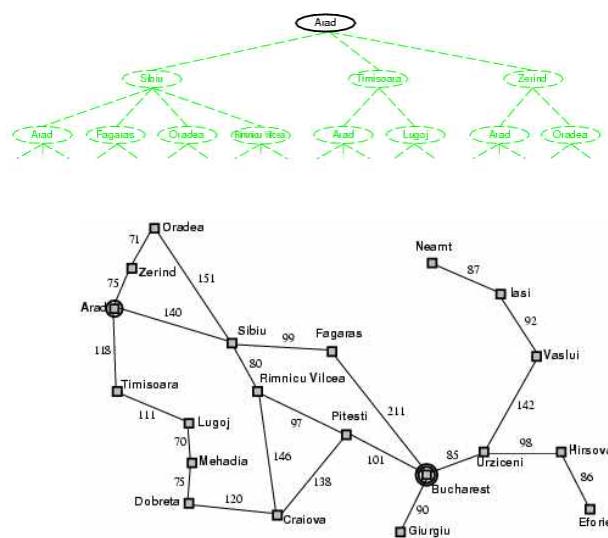 Arad
Sibiu Timisoara Zerind
Arad Fagaras Oradea Rimnicu Vilcea Arad Lugoj Arad Oradea
Oradea
71
Neamt
Zerind
87
75
151
Iasi
Arad
140
92
Sibiu
99
Fagaras
118
80
Vaslui
Timisoara
Rimnicu Vilcea
111
Lugoj
97
Pitesti
211
142
70
98
Hirsova
Mehadia
146
101
85
Urziceni
75
138
86
Bucharest
120
90
Dobreta
Craiova
Eforie
Giurgiu